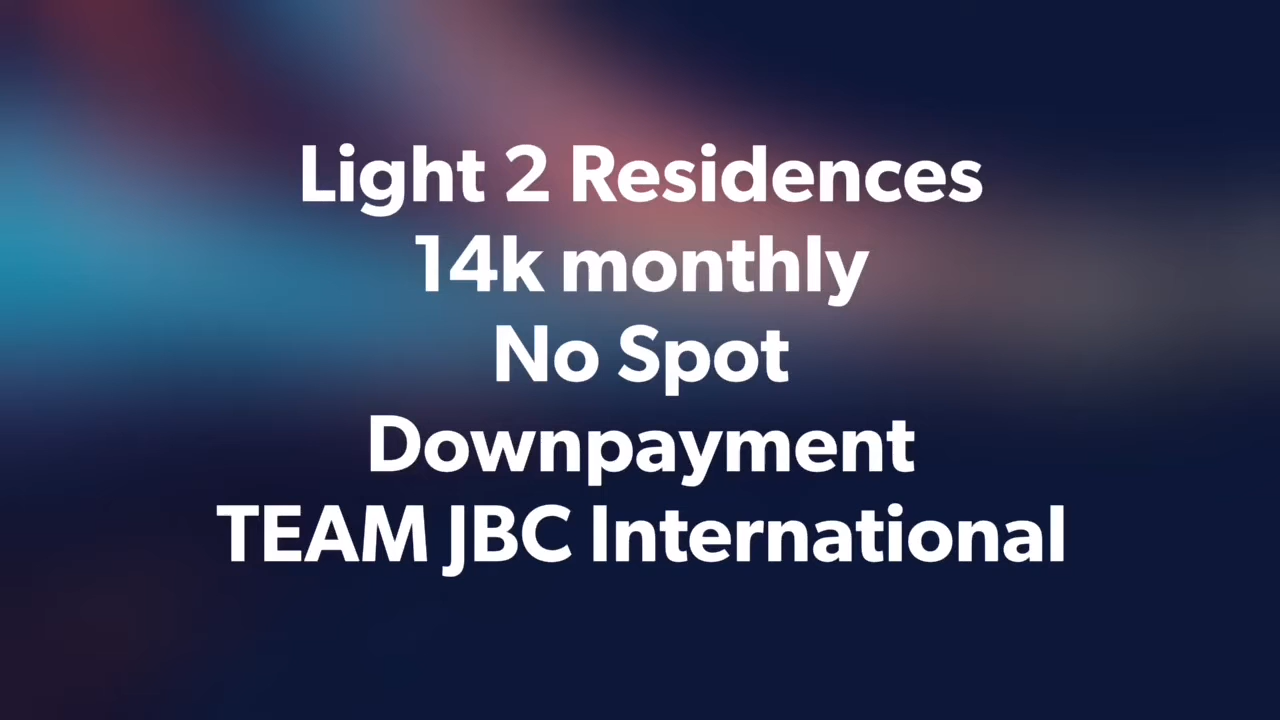 Light 2 Residences
14k monthly
No Spot
Downpayment
TEAM JBC International